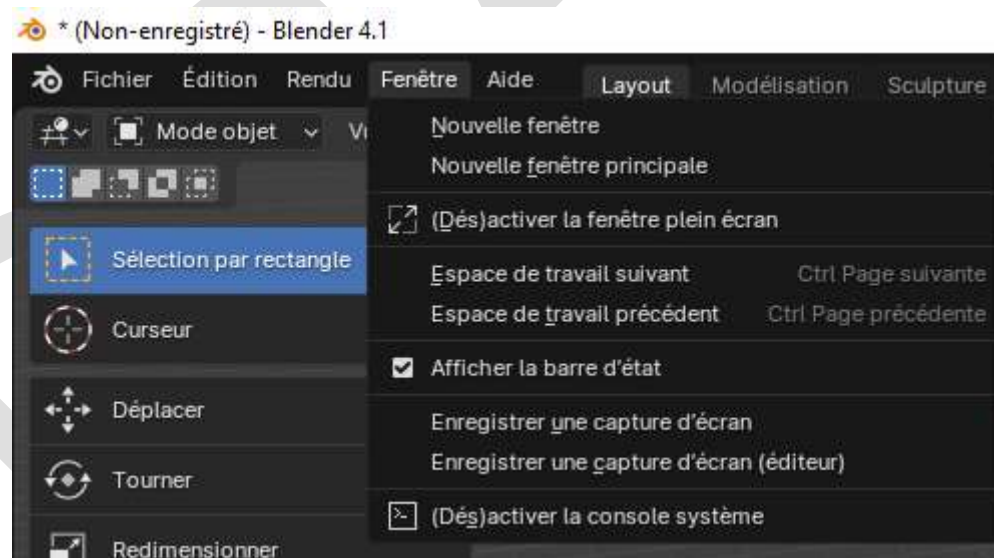 * (Non-enregistré) - Blender 4.1
Fichier Édition Rendu Fenêtre Aide Layout Modélisation Sculpture
Mode objet
Nouvelle fenêtre
Nouvelle fenêtre principale
(Dés)activer la fenêtre plein écran
Sélection par rectangle
Espace de travail suivant Ctrl Page suivante
Curseur
Espace de travail précédent Ctrl Page précédente
Afficher la barre d'état
Déplacer
Enregistrer une capture d'écran
Enregistrer une capture d'écran (éditeur)
Tourner
(Dés)activer la console système
Redimensionner